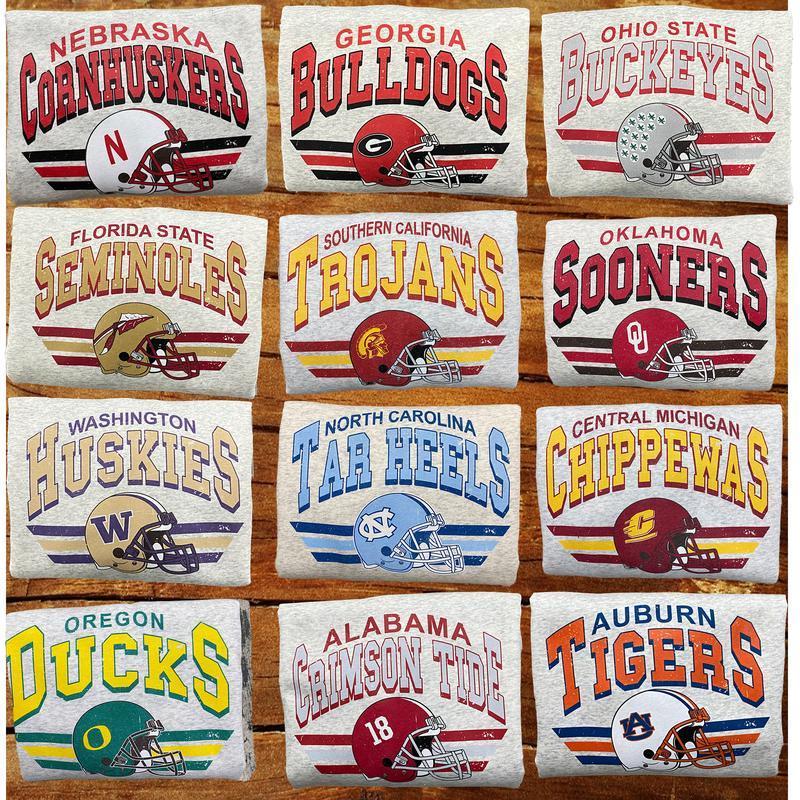 NEBRASKA
CORNHUSKERS
N
GEORGIA
BULLDOGS
G
OHIO STATE
BUCKEYES
FLORIDA STATE
SEMINOLES
SOUTHERN CALIFORNIA
TROJANS
OKLAHOMA
SOONERS
OU
WASHINGTON
HUSKIES
W
NORTH CAROLINA
TAR HEELS
NC
CENTRAL MICHIGAN
CHIPPEWAS
C
OREGON
DUCKS
O
ALABAMA
CRIMSON TIDE
18
AUBURN
TIGERS
AU